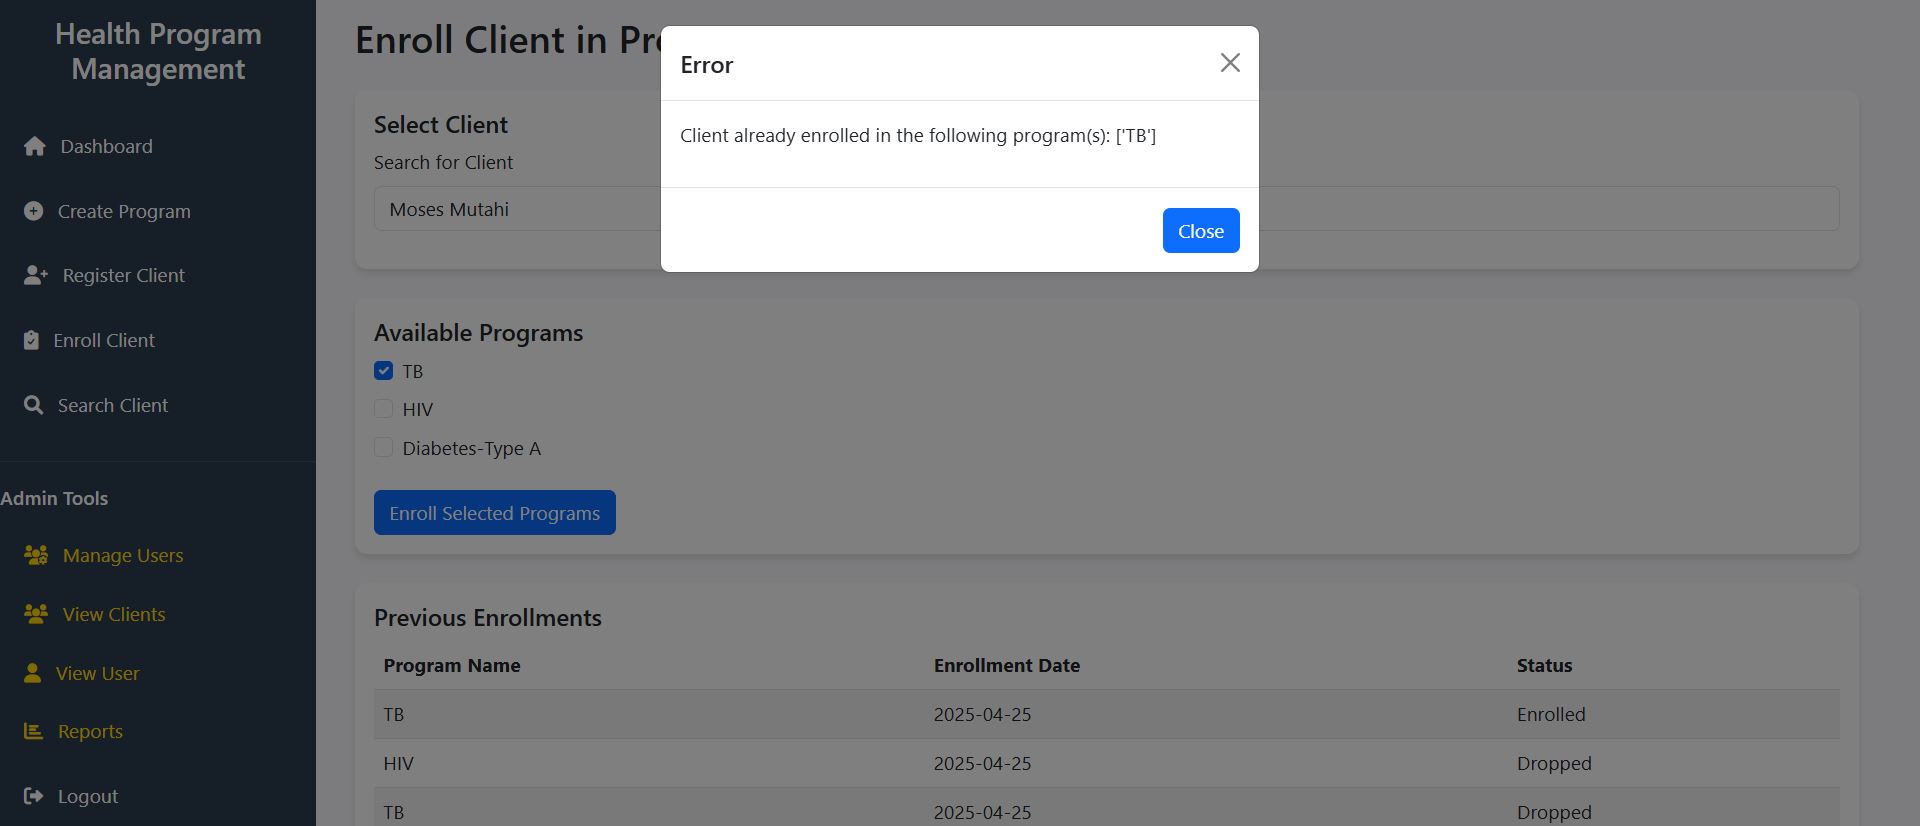 Health Program
Management
Dashboard
Create Program
Register Client
Enroll Client
Search Client
Admin Tools
Manage Users
View Clients
View User
Reports
Logout
Enroll Client in
Select Client
Search for Client
Moses Mutahi
Error
Client already enrolled in the following program(s): ['TB']
Close
Available Programs
TB
HIV
Diabetes-Type A
Enroll Selected Programs
Previous Enrollments
Program Name Enrollment Date Status
TB 2025-04-25 Enrolled
HIV 2025-04-25 Dropped
TB 2025-04-25 Dropped